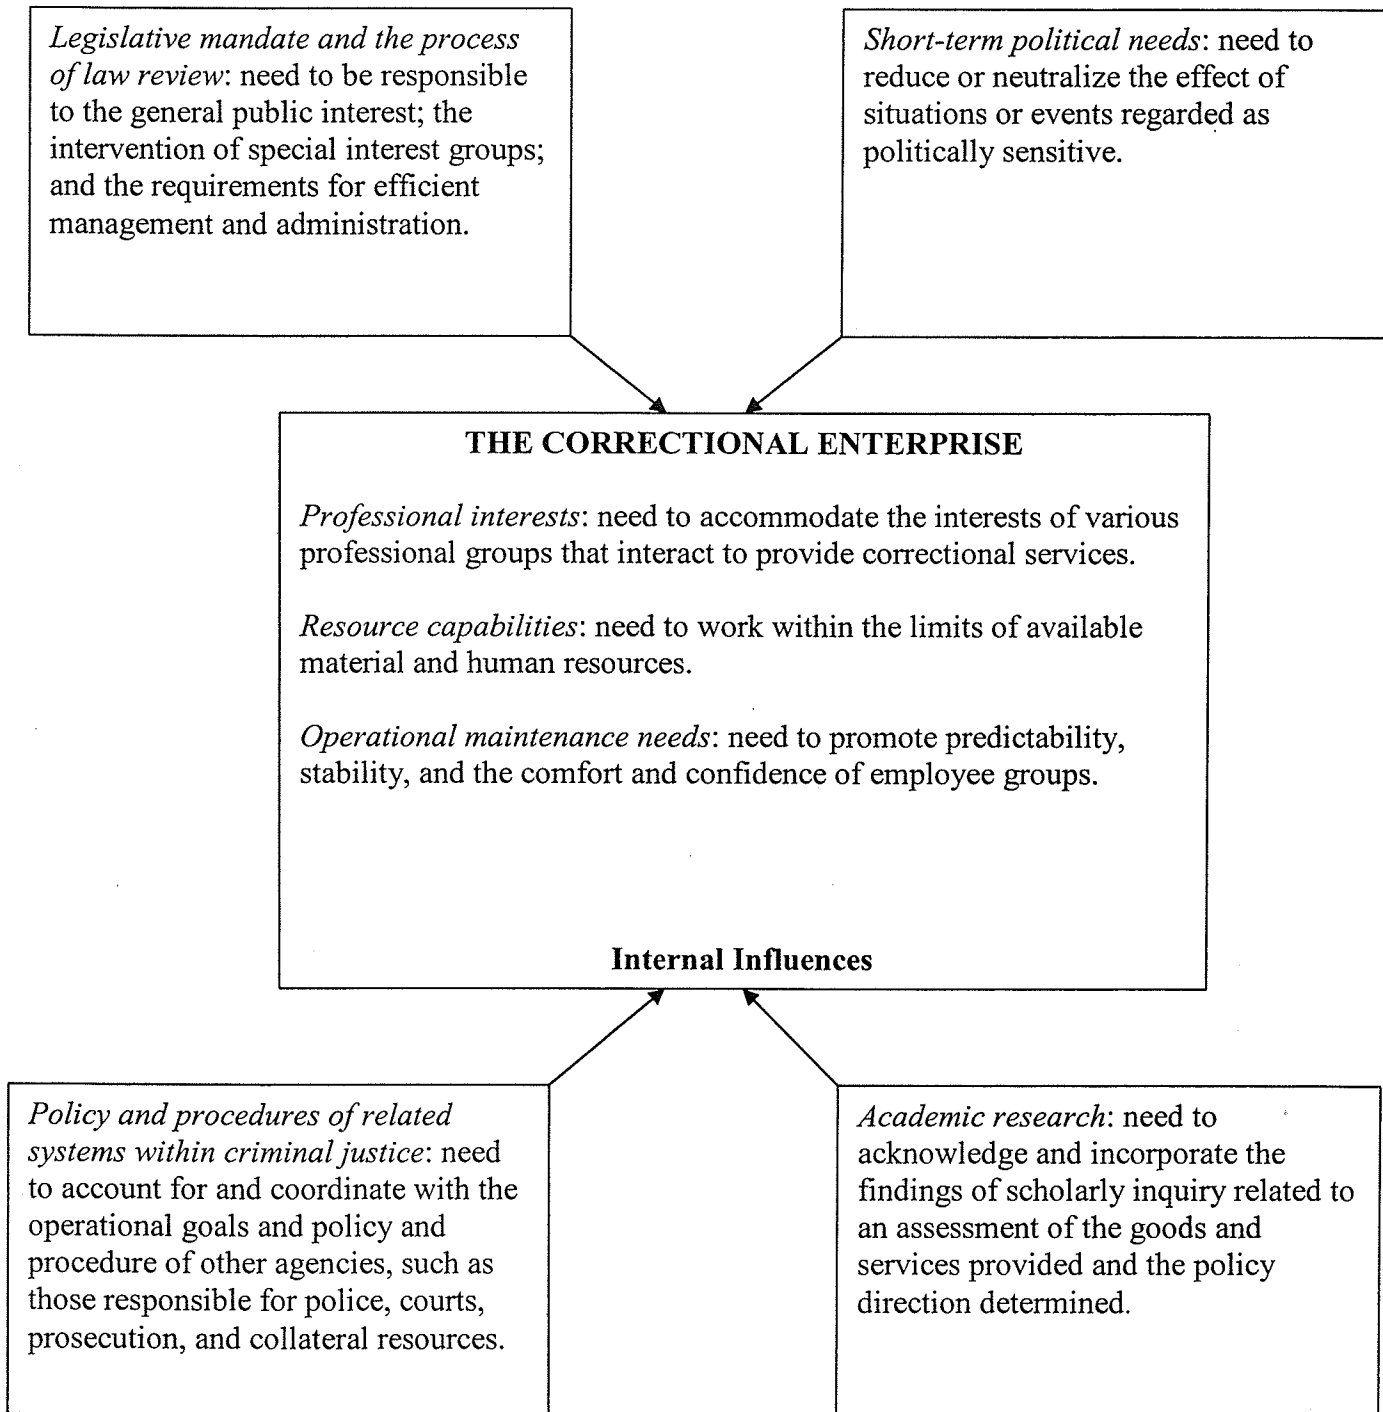 Legislative mandate and the process
of law review: need to be responsible
to the general public interest; the
intervention of special interest groups;
and the requirements for efficient
management and administration.
Short-term political needs: need to
reduce or neutralize the effect of
situations or events regarded as
politically sensitive.
THE CORRECTIONAL ENTERPRISE
Professional interests: need to accommodate the interests of various
professional groups that interact to provide correctional services.
Resource capabilities: need to work within the limits of available
material and human resources.
Operational maintenance needs: need to promote predictability,
stability, and the comfort and confidence of employee groups.
Internal Influences
Policy and procedures of related
systems within criminal justice: need
to account for and coordinate with the
operational goals and policy and
procedure of other agencies, such as
those responsible for police, courts,
prosecution, and collateral resources.
Academic research: need to
acknowledge and incorporate the
findings of scholarly inquiry related to
an assessment of the goods and
services provided and the policy
direction determined.